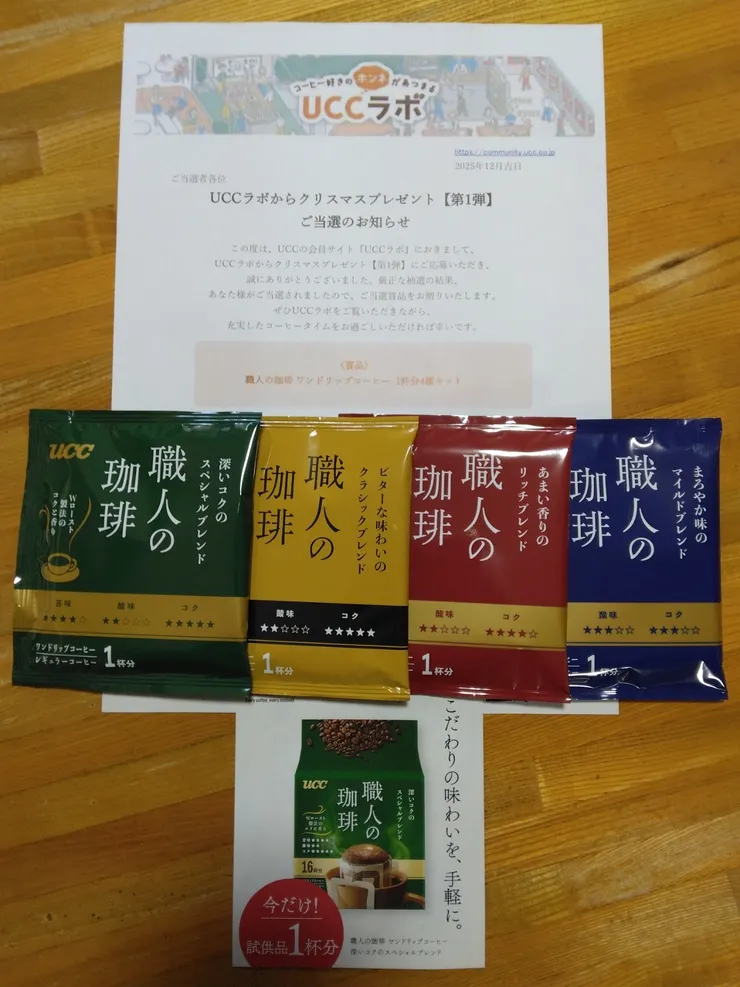 コーヒー好きのホンネがあつまる
UCCラボ
https://community.ucc.co.jp
2025年12月吉日
ご当選者各位
UCCラボからクリスマスプレゼント【第1弾】
ご当選のお知らせ
この度は、UCCの会員サイト『UCCラボ』におきまして、
UCCラボからクリスマスプレゼント【第1弾】にご応募いただき、
誠にありがとうございました。厳正な抽選の結果、
あなた様がご当選されましたので、ご当選賞品をお贈りいたします。
ぜひUCCラボをご覧いただきながら、
充実したコーヒータイムをお過ごしいただければ幸いです。
《賞品》
職人の珈琲 ワンドリップコーヒー 1杯分4種セット
UCC
深いコクの
スペシャルブレンド
職人の
珈琲
Wロースト
製法の
コクと香り
苦味 酸味 コク
★★★★☆ ★★☆☆☆ ★★★★★
ワンドリップコーヒー
レギュラーコーヒー
1杯分
ビターな味わいの
クラシックブレンド
職人の
珈琲
酸味 コク
★★☆☆☆ ★★★★★
1杯分
あまい香りの
リッチブレンド
職人の
珈琲
酸味 コク
★★☆☆☆ ★★★★☆
1杯分
まろやか味の
マイルドブレンド
職人の
珈琲
酸味 コク
★★★☆☆ ★★★☆☆
1杯分
こだわりの味わいを、手軽に。
UCC
深いコクの
スペシャルブレンド
職人の
珈琲
16杯分
今だけ!
試供品1杯分
職人の珈琲 ワンドリップコーヒー
深いコクのスペシャルブレンド